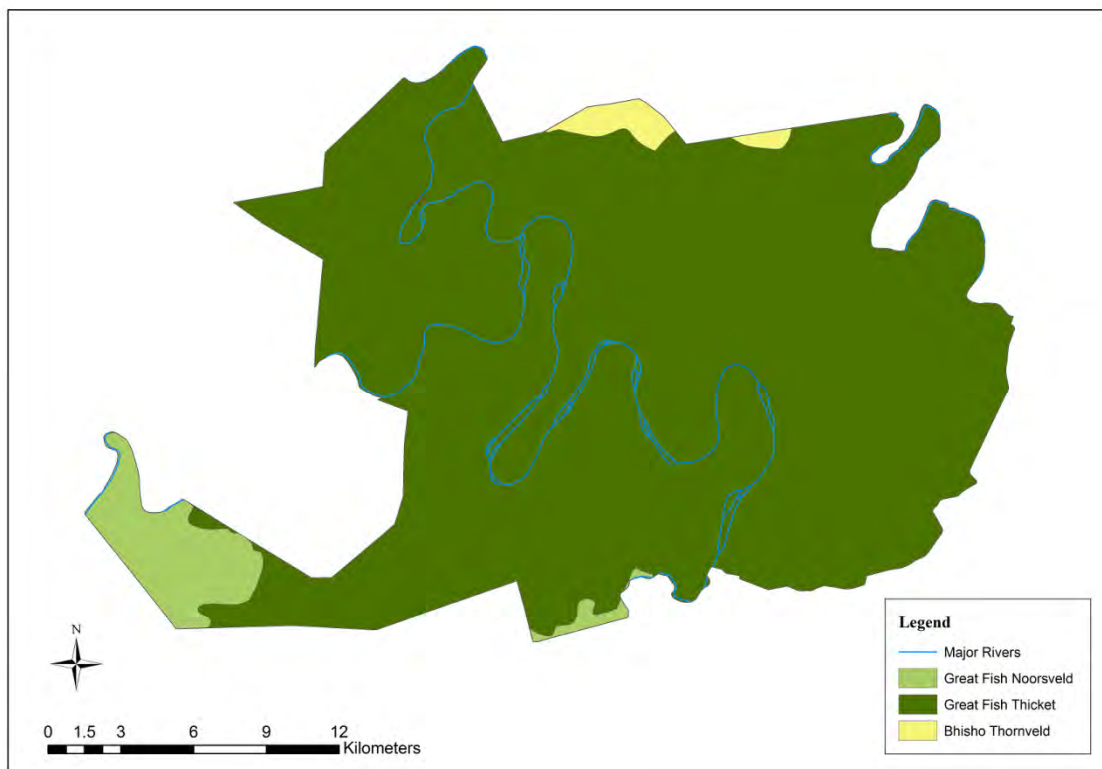 N
0 1.5 3 6 9 12
Kilometers
Legend
Major Rivers
Great Fish Noorsveld
Great Fish Thicket
Bhisho Thornveld